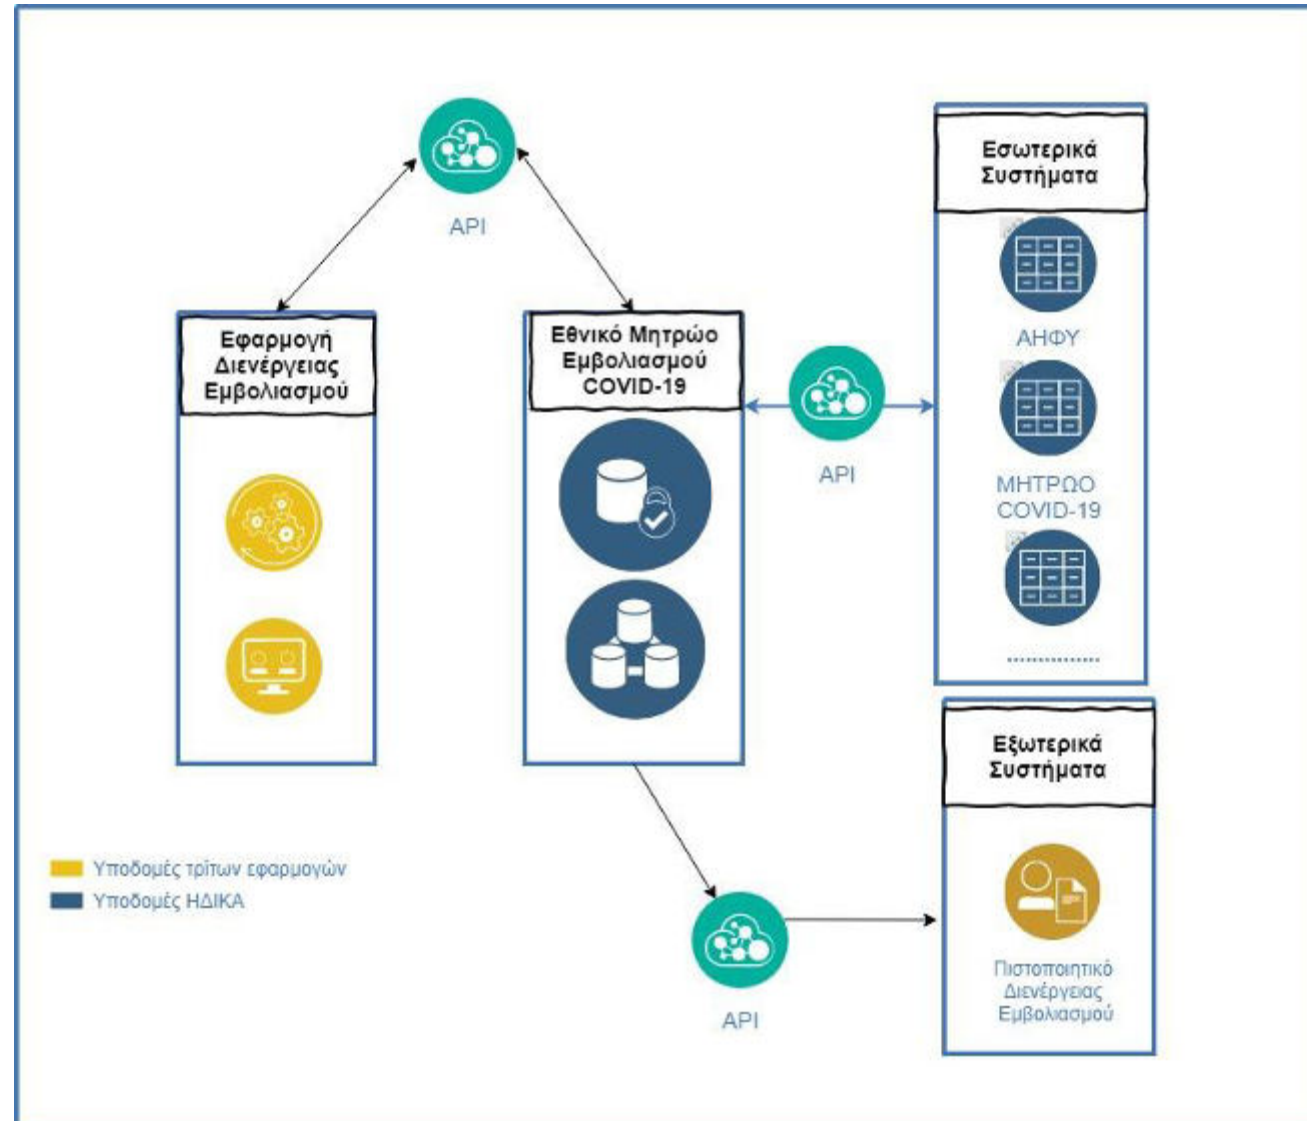 API
Εσωτερικά
Συστήματα
ΑΗΦΥ
ΜΗΤΡΩΟ
COVID-19
Εφαρμογή
Διενέργειας
Εμβολιασμού
Εθνικό Μητρώο
Εμβολιασμού
COVID-19
API
Εξωτερικά
Συστήματα
Πιστοποιητικό
Διενέργειας
Εμβολιασμού
Υποδομές τρίτων εφαρμογών
Υποδομές ΗΔΙΚΑ
API